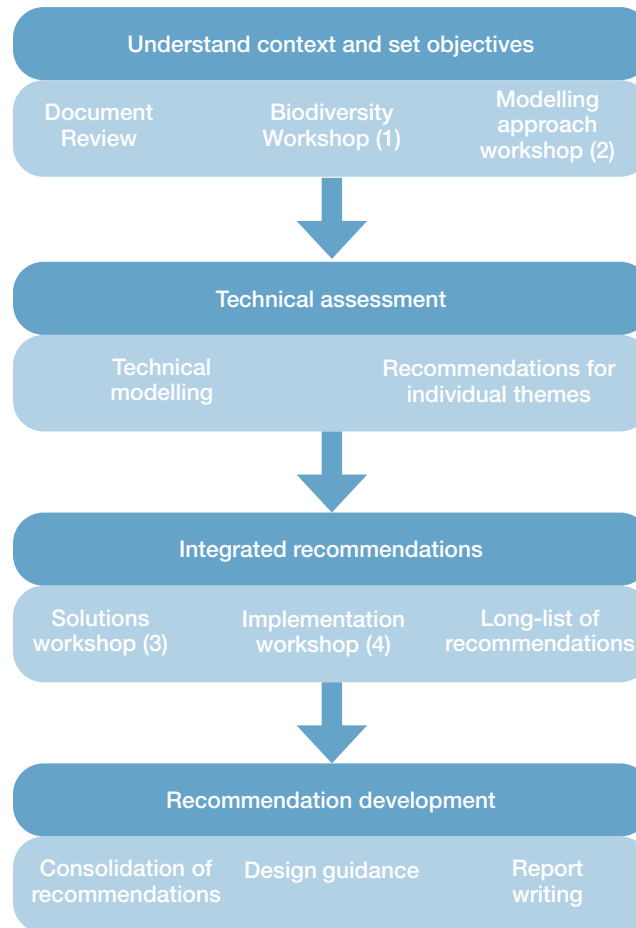 Understand context and set objectives
Document
Review
Biodiversity
Workshop (1)
Modelling
approach
workshop (2)
Technical assessment
Technical
modelling
Recommendations for
individual themes
Integrated recommendations
Solutions
workshop (3)
Implementation
workshop (4)
Long-list of
recommendations
Recommendation development
Consolidation of
recommendations
Design guidance
Report
writing